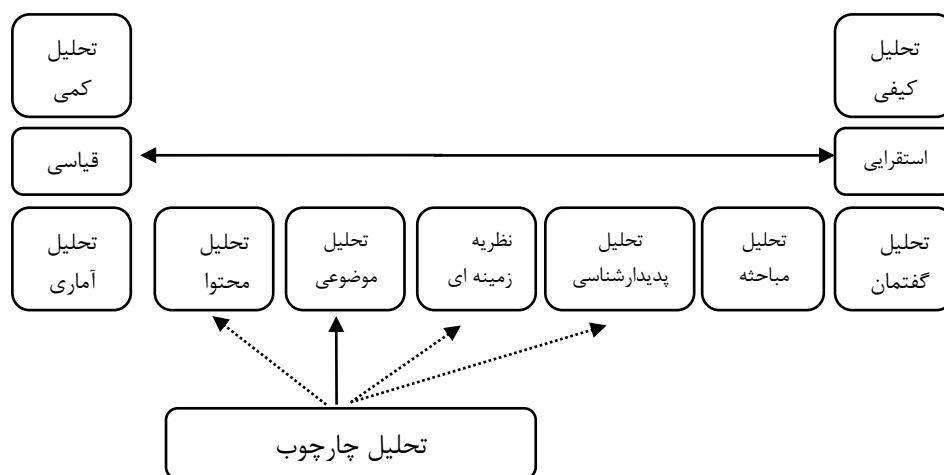 تحلیل
کیفی
تحلیل
کمی
استقرایی
قیاسی
تحلیل
گفتمان
تحلیل
مباحثه
تحلیل
پدیدارشناسی
نظریه
زمینه ای
تحلیل
موضوعی
تحلیل
محتوا
تحلیل
آماری
تحلیل چارچوب